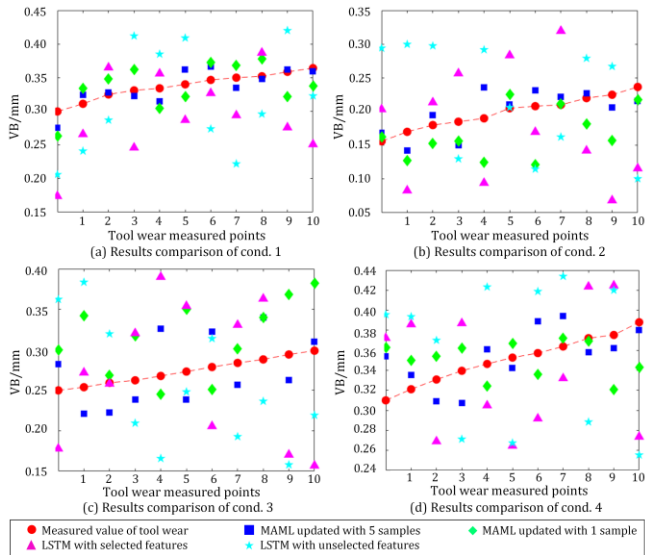 0.45
0.40
0.35
0.30
0.25
0.20
0.15
VB/mm
1 2 3 4 5 6 7 8 9 10
Tool wear measured points
(a) Results comparison of cond. 1
0.40
0.35
0.30
0.25
0.20
0.15
0.10
0.05
VB/mm
1 2 3 4 5 6 7 8 9 10
Tool wear measured points
(b) Results comparison of cond. 2
0.40
0.35
0.30
0.25
0.20
0.15
VB/mm
1 2 3 4 5 6 7 8 9 10
Tool wear measured points
(c) Results comparison of cond. 3
0.44
0.42
0.40
0.38
0.36
0.34
0.32
0.30
0.28
0.26
0.24
VB/mm
1 2 3 4 5 6 7 8 9 10
Tool wear measured points
(d) Results comparison of cond. 4
Measured value of tool wear
MAML updated with 5 samples
MAML updated with 1 sample
LSTM with selected features
LSTM with unselected features